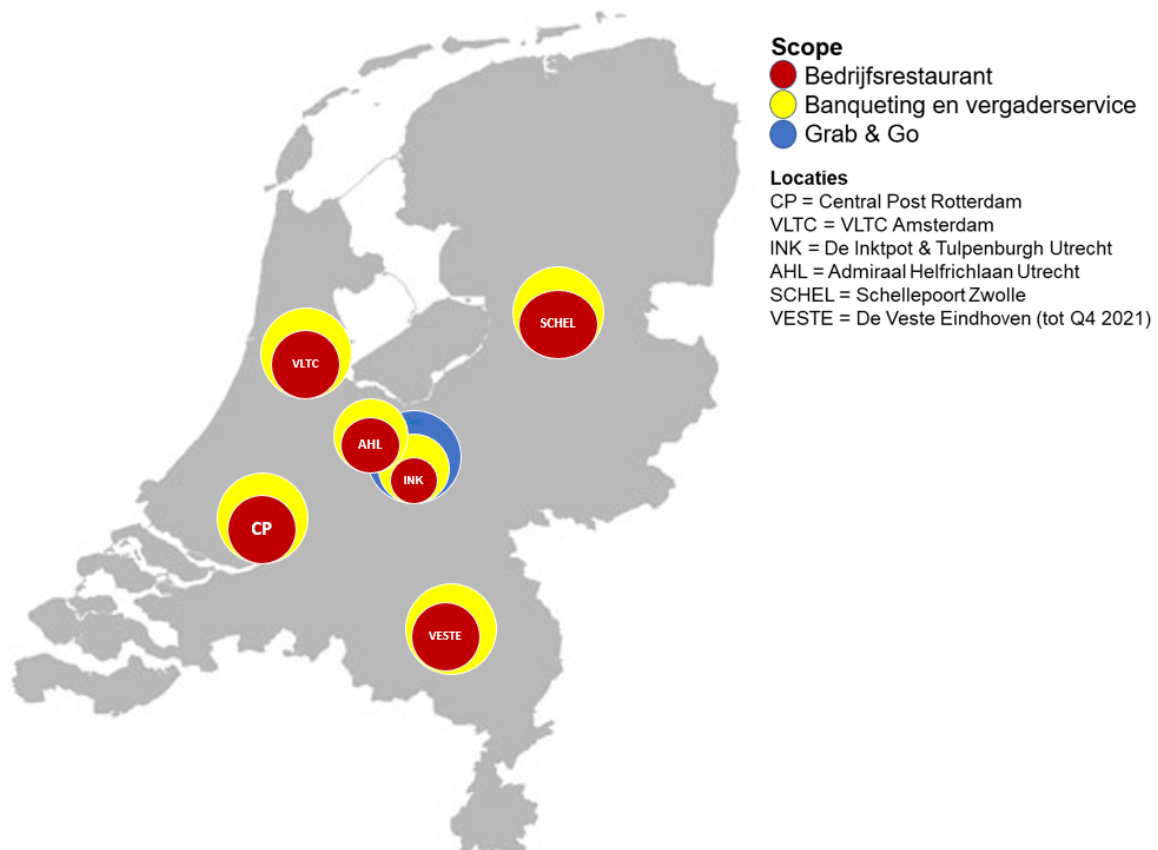 Scope
Bedrijfsrestaurant
Banqueting en vergaderservice
Grab & Go
Locaties
CP = Central Post Rotterdam
VLTC = VLTC Amsterdam
INK = De Inktpot & Tulpenburgh Utrecht
AHL = Admiraal Helfrichlaan Utrecht
SCHEL = Schellepoort Zwolle
VESTE = De Veste Eindhoven (tot Q4 2021)
SCHEL
VLTC
AHL
INK
CP
VESTE